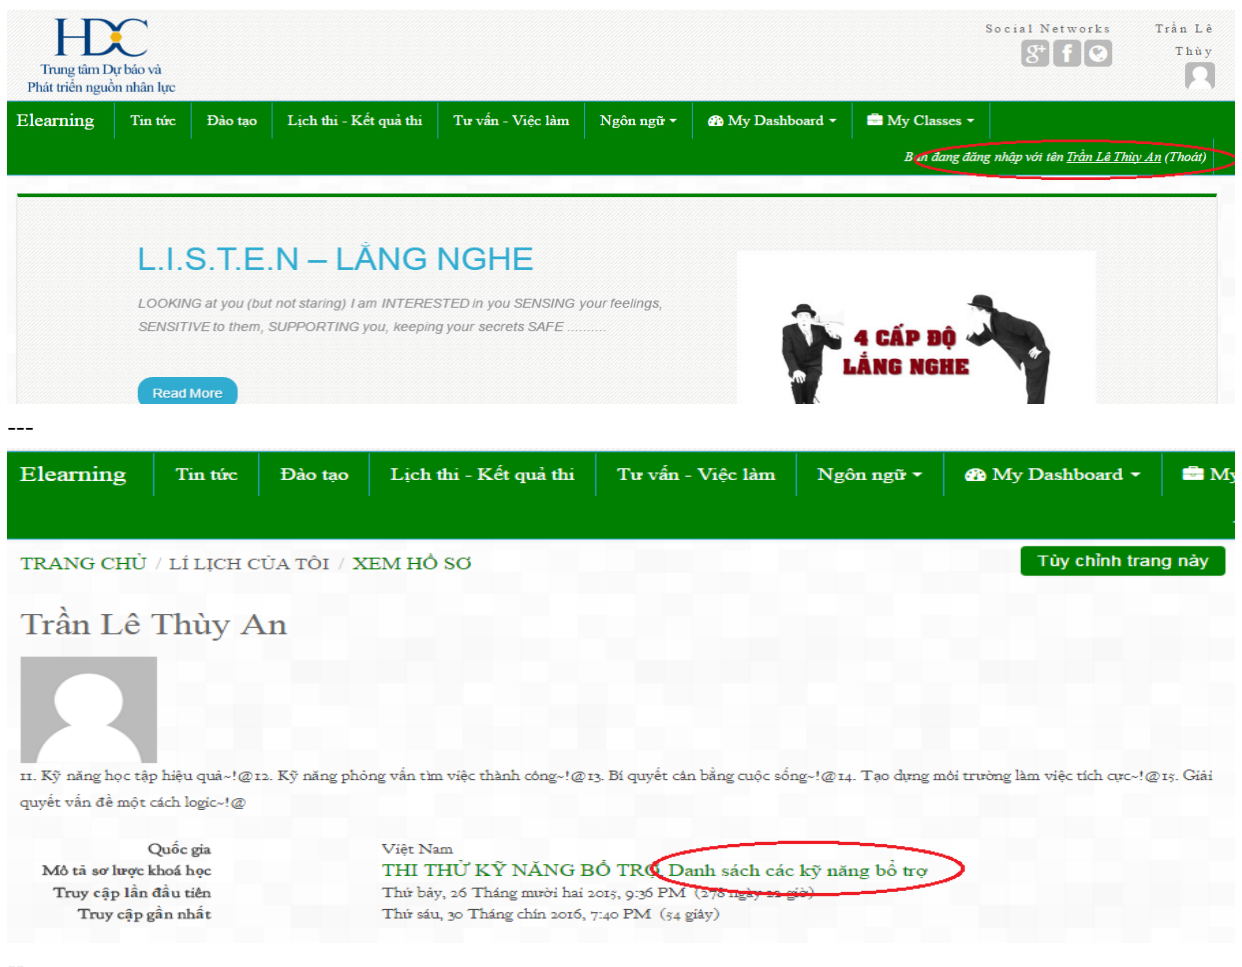 HDC
Trung tâm Dự báo và
Phát triển nguồn nhân lực
Social Networks
Trần Lê
Thùy
Elearning Tin tức Đào tạo Lịch thi - Kết quả thi Tư vấn - Việc làm Ngôn ngữ My Dashboard My Classes
Bạn đang đăng nhập với tên Trần Lê Thùy An (Thoát)
L.I.S.T.E.N – LẮNG NGHE
LOOKING at you (but not staring) I am INTERESTED in you SENSING your feelings,
SENSITIVE to them, SUPPORTING you, keeping your secrets SAFE ..........
Read More
4 CẤP ĐỘ
LẮNG NGHE
---
Elearning Tin tức Đào tạo Lịch thi - Kết quả thi Tư vấn - Việc làm Ngôn ngữ My Dashboard My
TRANG CHỦ / LÍ LỊCH CỦA TÔI / XEM HỒ SƠ
Tùy chỉnh trang này
Trần Lê Thùy An
11. Kỹ năng học tập hiệu quả~!@12. Kỹ năng phỏng vấn tìm việc thành công~!@13. Bí quyết cân bằng cuộc sống~!@14. Tạo dựng môi trường làm việc tích cực~!@15. Giải
quyết vấn đề một cách logic~!@
Quốc gia Việt Nam
Mô tả sơ lược khoá học THI THỬ KỸ NĂNG BỔ TRỢ, Danh sách các kỹ năng bổ trợ
Truy cập lần đầu tiên Thứ bảy, 26 Tháng mười hai 2015, 9:36 PM (278 ngày 22 giờ)
Truy cập gần nhất Thứ sáu, 30 Tháng chín 2016, 7:40 PM (54 giây)